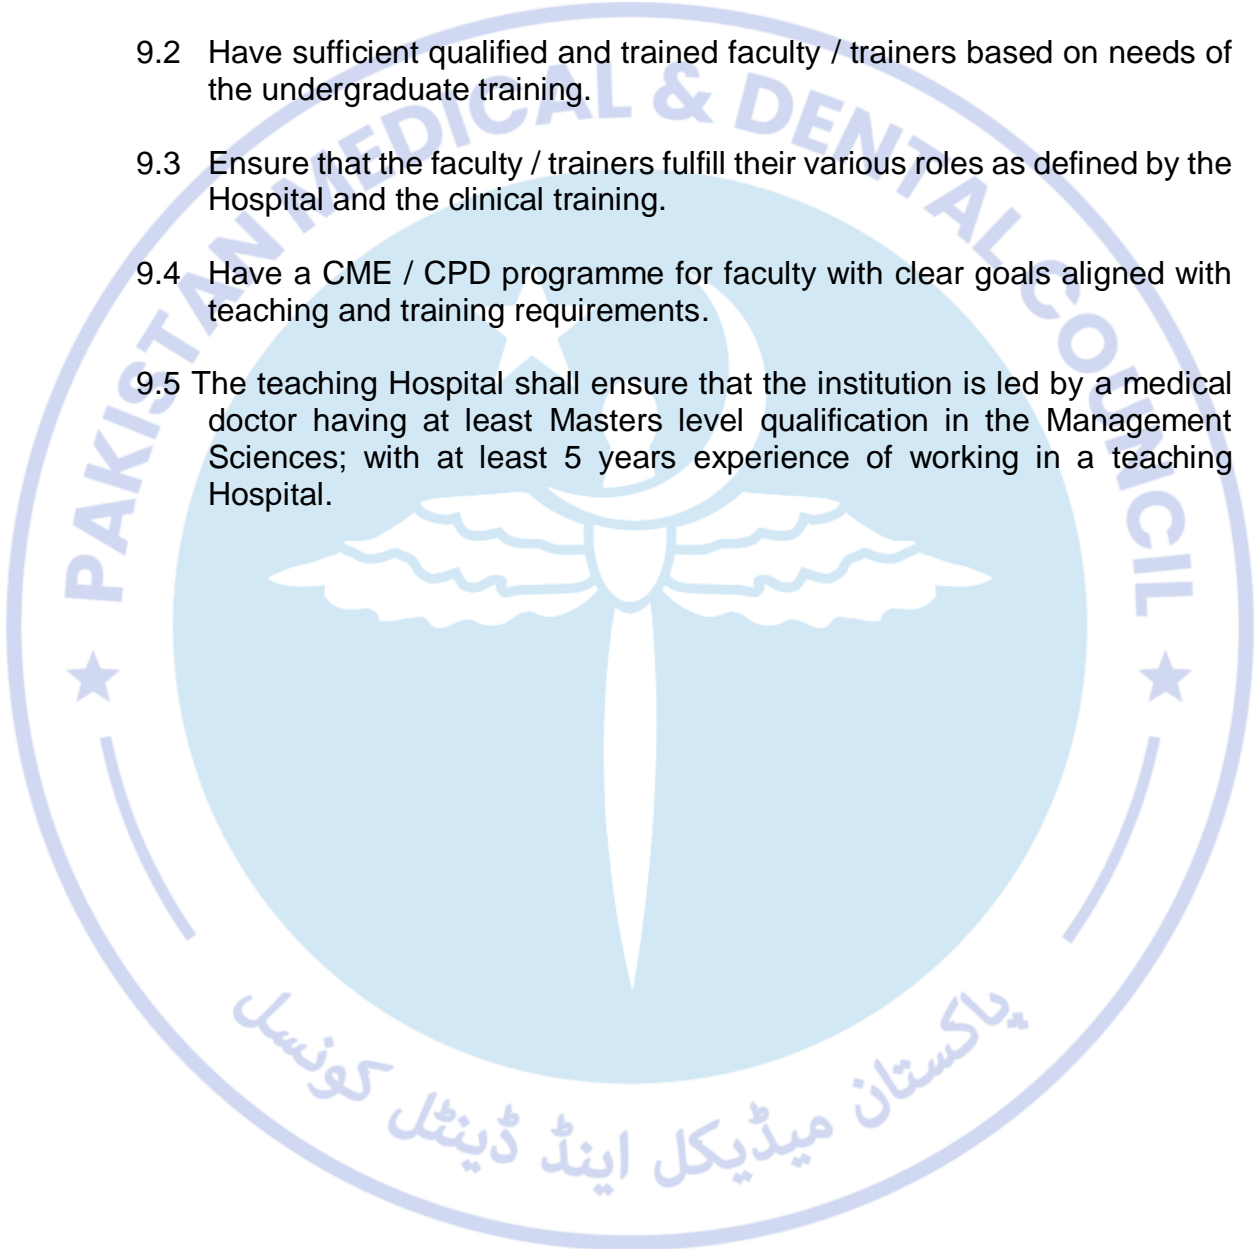 9.2 Have sufficient qualified and trained faculty / trainers based on needs of
the undergraduate training.
9.3 Ensure that the faculty / trainers fulfill their various roles as defined by the
Hospital and the clinical training.
9.4 Have a CME / CPD programme for faculty with clear goals aligned with
teaching and training requirements.
9.5 The teaching Hospital shall ensure that the institution is led by a medical
doctor having at least Masters level qualification in the Management
Sciences; with at least 5 years experience of working in a teaching
Hospital.
PAKISTAN MEDICAL & DENTAL COUNCIL
پاکستان میڈیکل اینڈ ڈینٹل کونسل